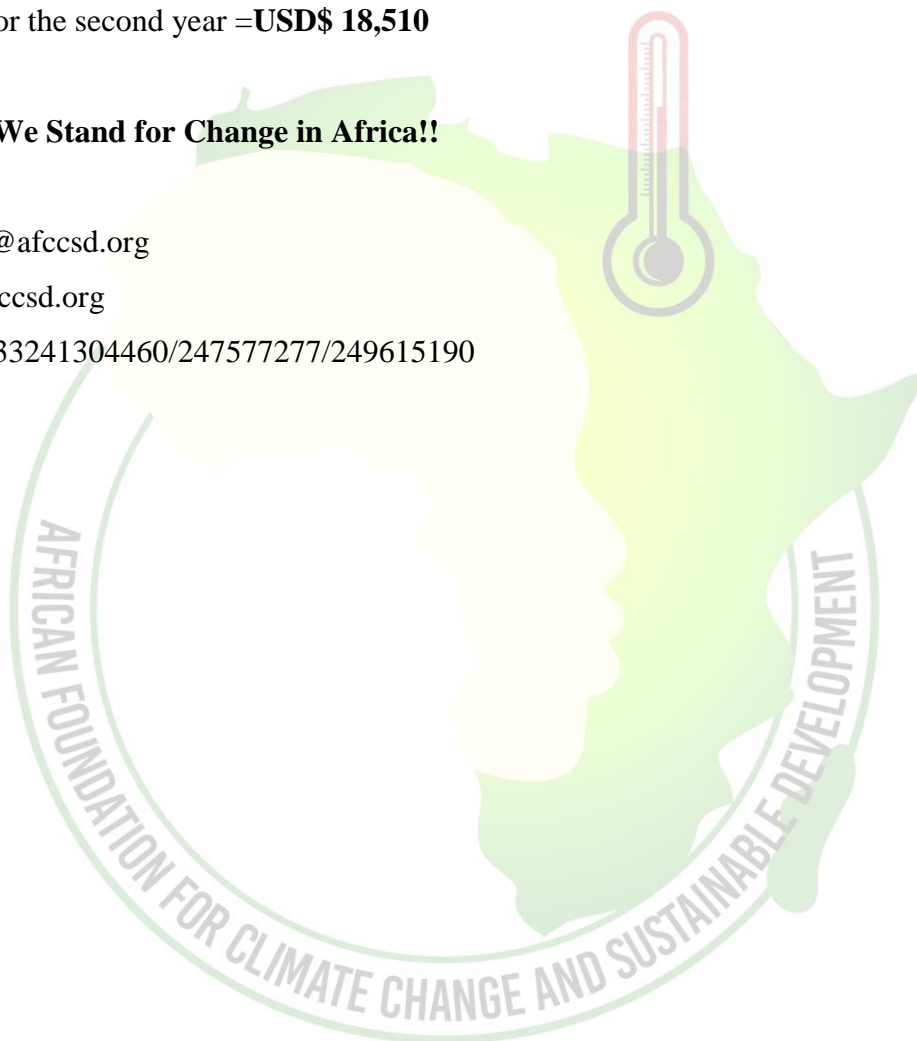 or the second year =USD$ 18,510
We Stand for Change in Africa!!
@afccsd.org
ccsd.org
33241304460/247577277/249615190
AFRICAN FOUNDATION FOR CLIMATE CHANGE AND SUSTAINABLE DEVELOPMENT